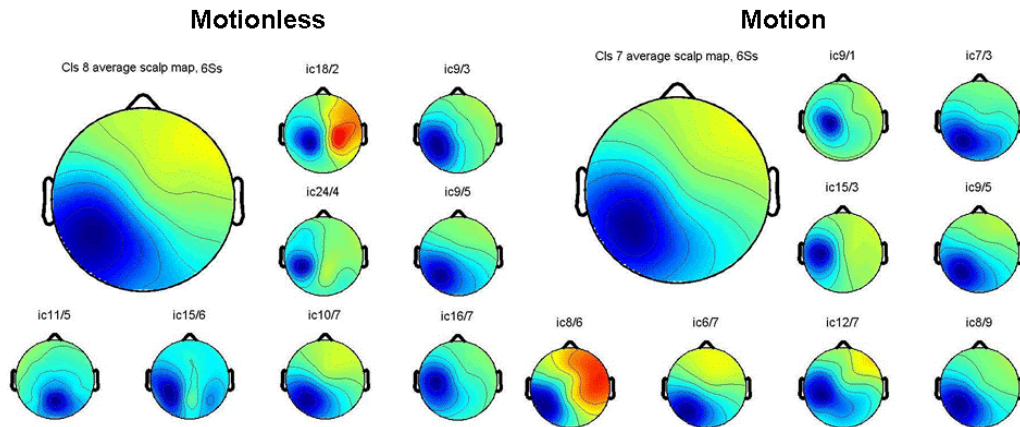 Motionless
Motion
Cls 8 average scalp map, 6Ss
ic18/2
ic9/3
Cls 7 average scalp map, 6Ss
ic9/1
ic7/3
ic24/4
ic9/5
ic15/3
ic9/5
ic11/5
ic15/6
ic10/7
ic16/7
ic8/6
ic6/7
ic12/7
ic8/9